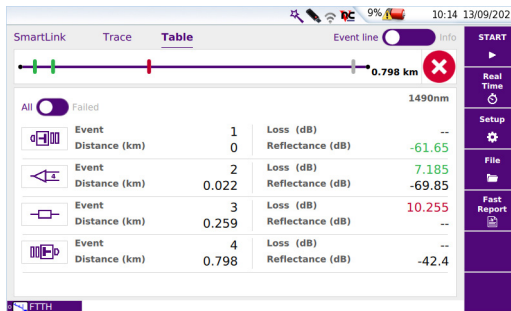 9% 10:14 13/09/202
SmartLink Trace Table Event line Info START
0.798 km
Real
Time
1490nm
All Failed
Setup
Event 1 Loss (dB) --
Distance (km) 0 Reflectance (dB) -61.65
File
Event 2 Loss (dB) 7.185
4
Distance (km) 0.022 Reflectance (dB) -69.85
Fast
Report
Event 3 Loss (dB) 10.255
Distance (km) 0.259 Reflectance (dB) --
Event 4 Loss (dB) --
Distance (km) 0.798 Reflectance (dB) -42.4
FTTH